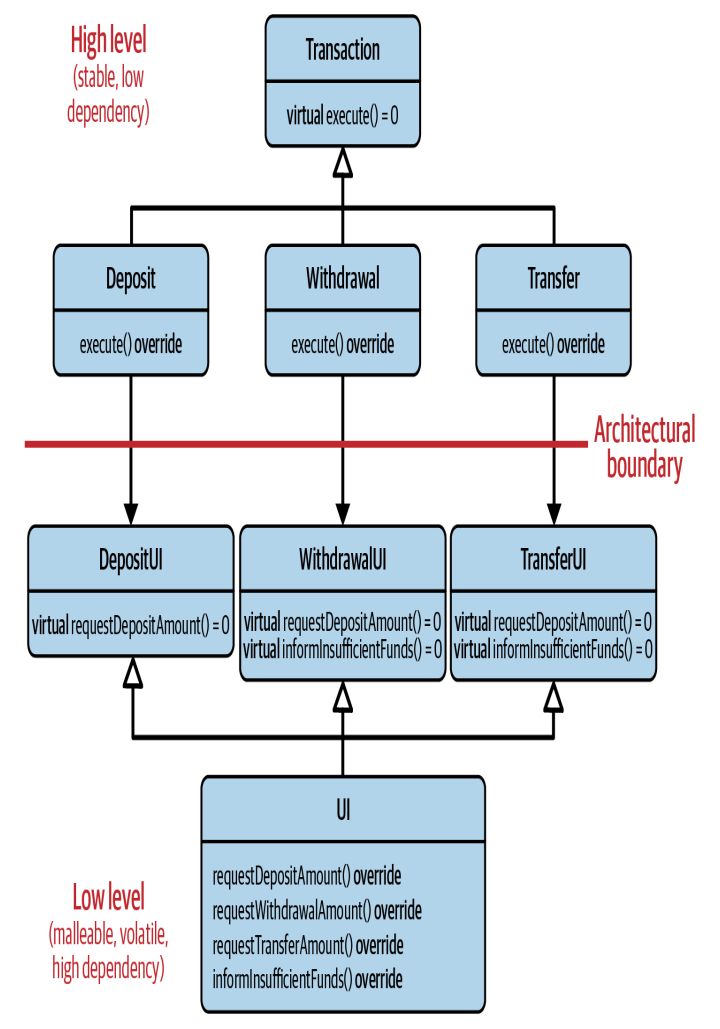 High level
(stable, low
dependency)
Transaction
virtual execute() = 0
Deposit
execute() override
Withdrawal
execute() override
Transfer
execute() override
Architectural
boundary
DepositUI
virtual requestDepositAmount() = 0
WithdrawalUI
virtual requestDepositAmount() = 0
virtual informInsufficientFunds() = 0
TransferUI
virtual requestDepositAmount() = 0
virtual informInsufficientFunds() = 0
UI
requestDepositAmount() override
requestWithdrawalAmount() override
requestTransferAmount() override
informInsufficientFunds() override
Low level
(malleable, volatile,
high dependency)